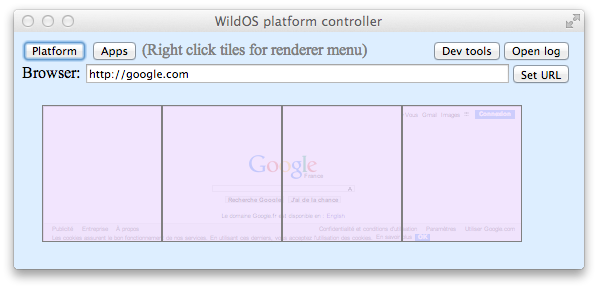 WildOS platform controller
Platform Apps (Right click tiles for renderer menu) Dev tools Open log
Browser: http://google.com Set URL
Vous Gmail Images Connexion
Google
France
Recherche Google J'ai de la chance
Le domaine Google.fr est disponible en : English
Publicité Entreprise À propos Confidentialité et conditions d'utilisation Paramètres Utiliser Google.com
Les cookies assurent le bon fonctionnement de nos services. En utilisant ces derniers, vous acceptez l'utilisation des cookies. En savoir plus OK